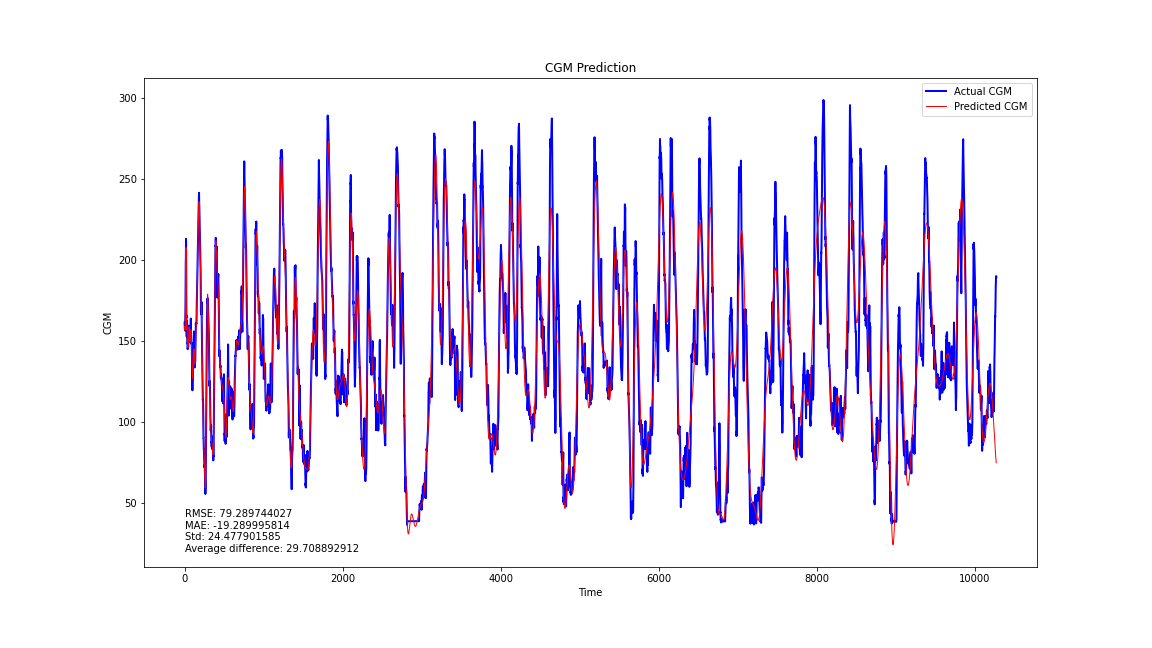 CGM Prediction
Actual CGM
Predicted CGM
300
250
200
150
100
50
CGM
RMSE: 79.289744027
MAE: -19.289995814
Std: 24.477901585
Average difference: 29.708892912
0 2000 4000 6000 8000 10000
Time